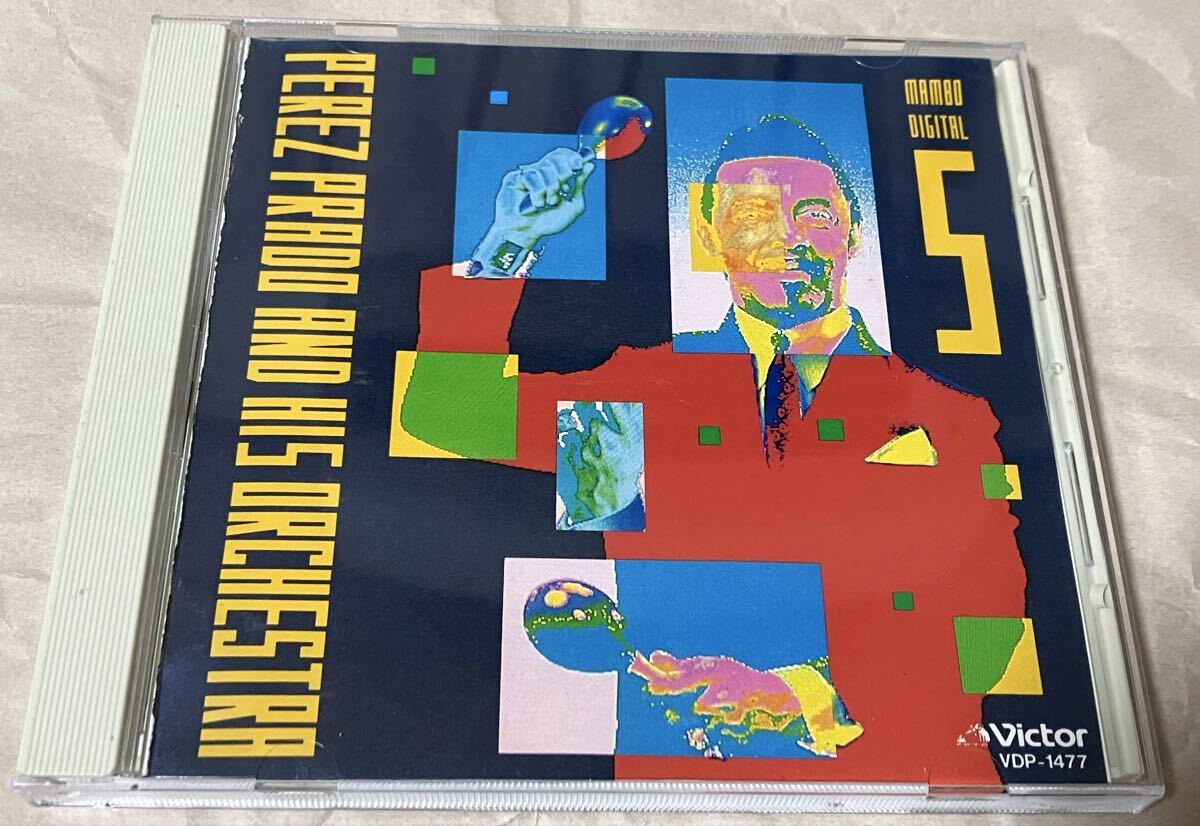 PEREZ PRADO AND HIS ORCHESTRA
MAMBO
DIGITAL
5
Victor
VDP-1477